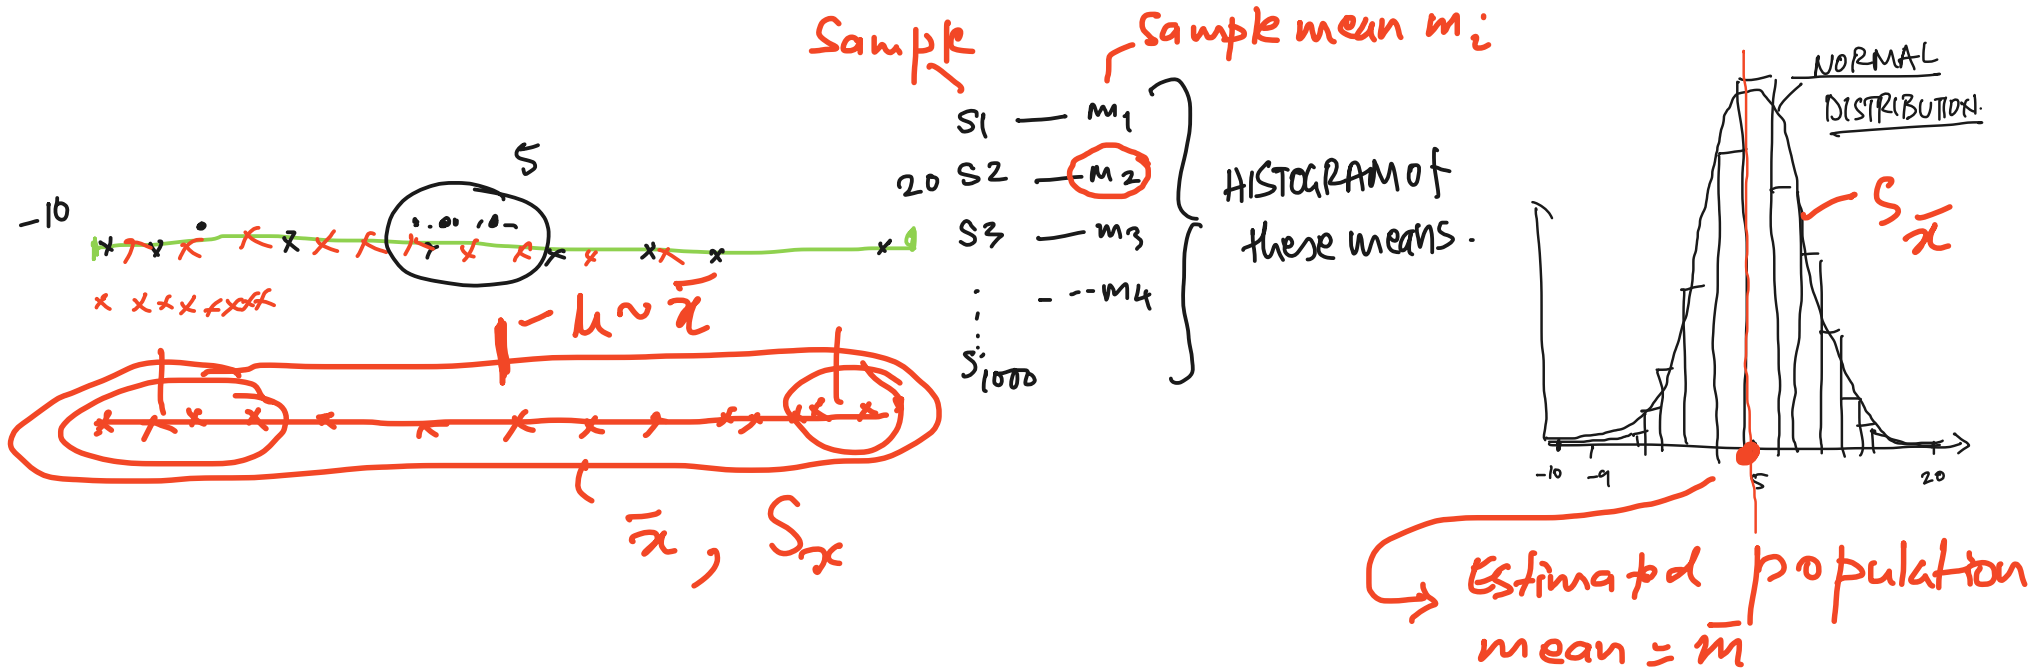 Sample
Sample mean mᵢ
S1 — m₁
S2 — m₂
S3 — m₃
- - - m₄
S₁₀₀₀
HISTOGRAM OF
these means.
NORMAL
DISTRIBUTION.
S x̄
-10
5
20
μ ~ x̄
x̄, Sₓ
-10 -9 5 20
Estimated population
mean = m̄